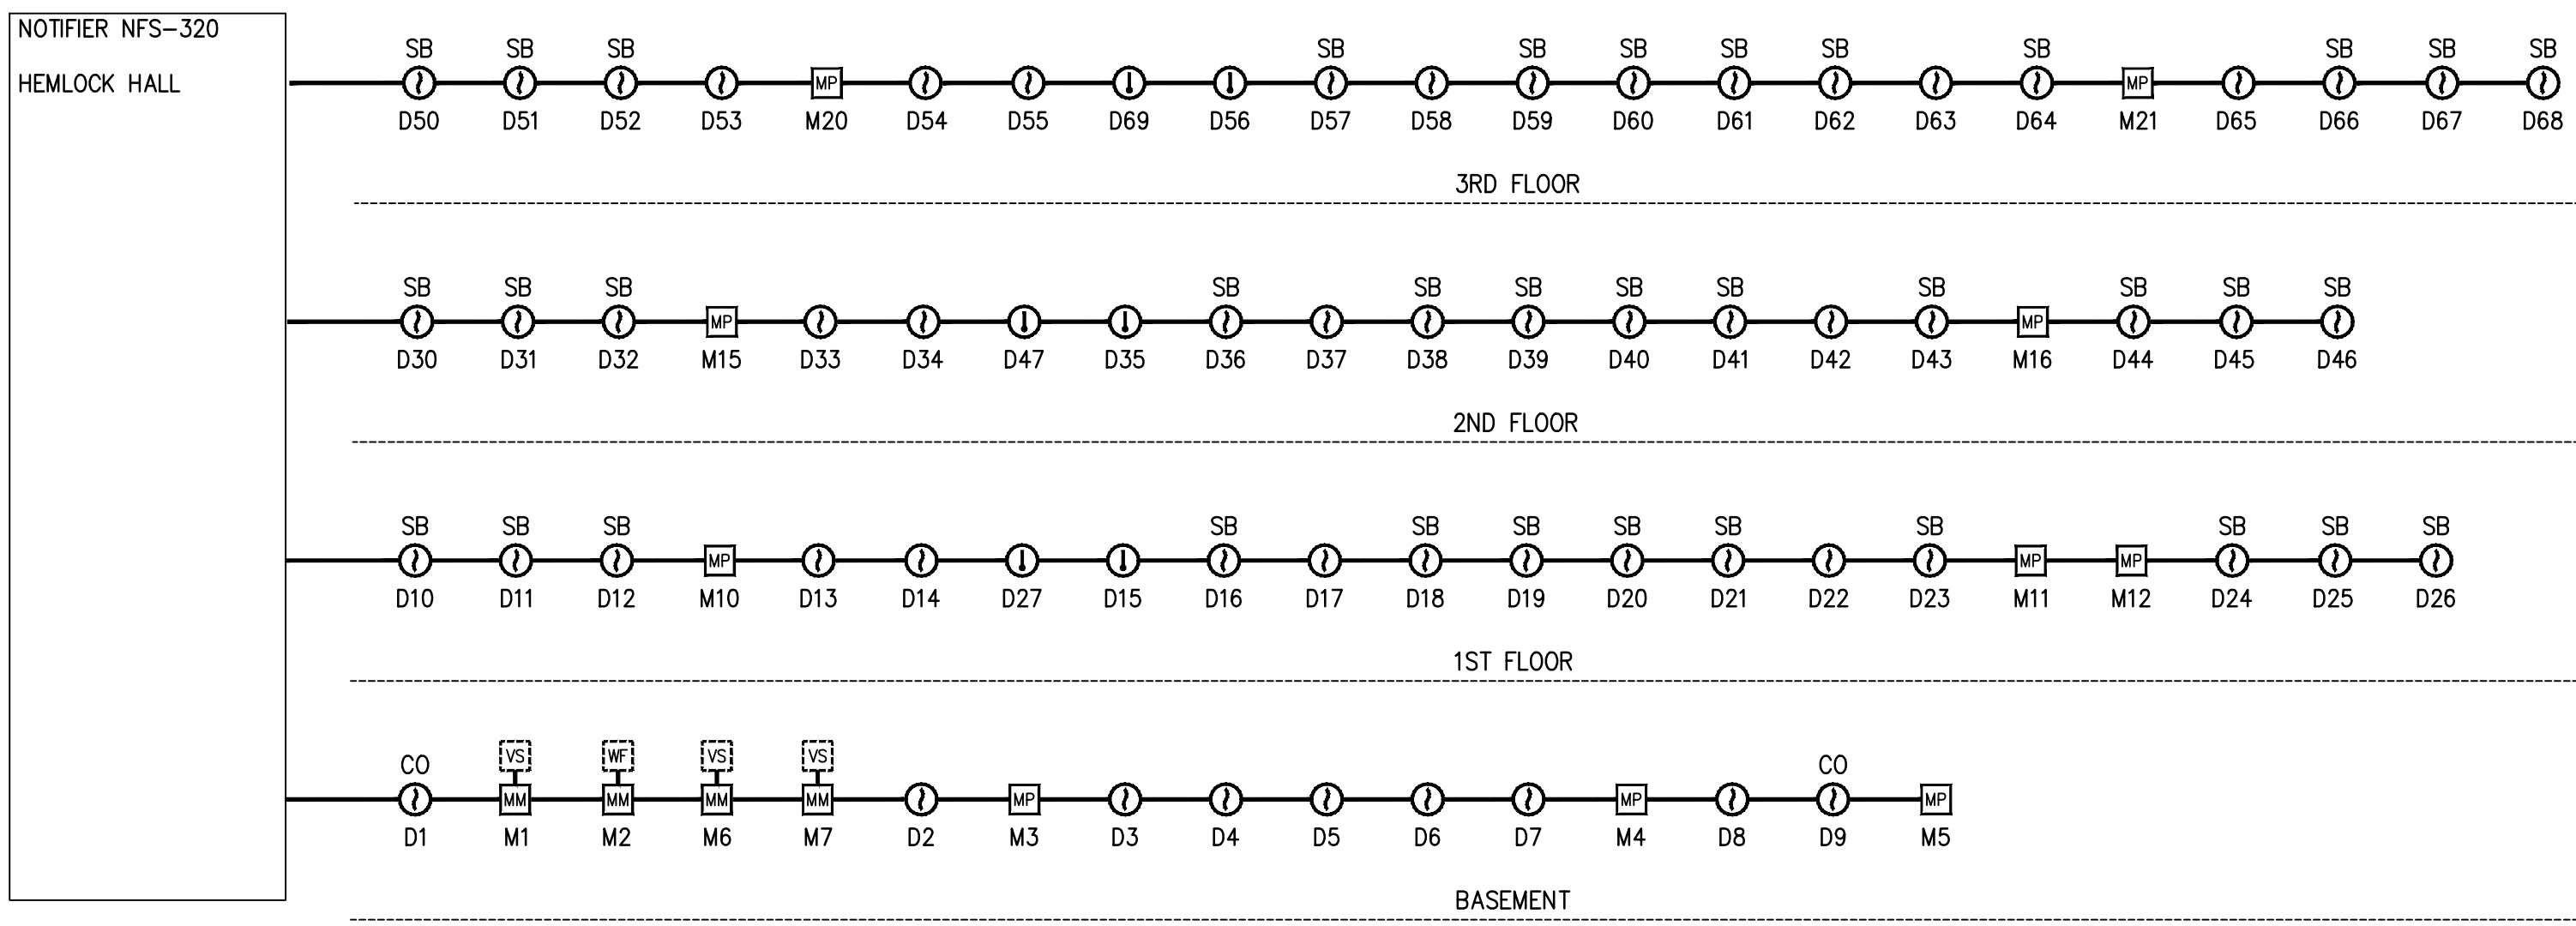 NOTIFIER NFS-320
HEMLOCK HALL
SB SB SB SB SB SB SB SB SB SB SB SB
MP MP
D50 D51 D52 D53 M20 D54 D55 D69 D56 D57 D58 D59 D60 D61 D62 D63 D64 M21 D65 D66 D67 D68
3RD FLOOR
SB SB SB SB SB SB SB SB SB SB SB SB
MP MP
D30 D31 D32 M15 D33 D34 D47 D35 D36 D37 D38 D39 D40 D41 D42 D43 M16 D44 D45 D46
2ND FLOOR
SB SB SB SB SB SB SB SB SB SB SB SB
MP MP MP
D10 D11 D12 M10 D13 D14 D27 D15 D16 D17 D18 D19 D20 D21 D22 D23 M11 M12 D24 D25 D26
1ST FLOOR
CO VS WF VS VS CO
MM MM MM MM MP MP MP
D1 M1 M2 M6 M7 D2 M3 D3 D4 D5 D6 D7 M4 D8 D9 M5
BASEMENT